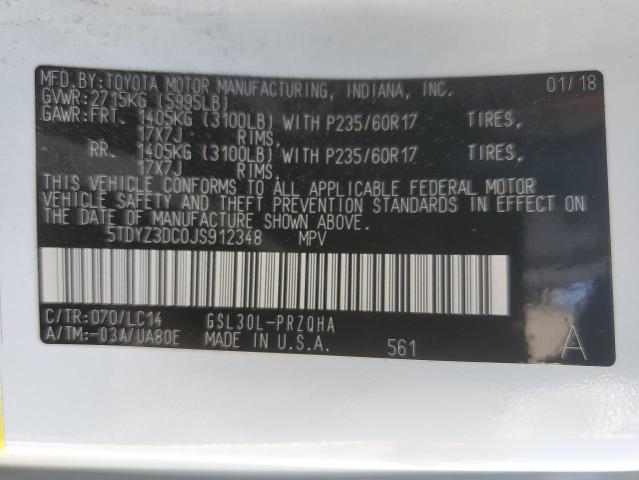 MFD.BY:TOYOTA MOTOR MANUFACTURING, INDIANA, INC. 01/18
GVWR:2715KG (5995LB)
GAWR:FRT. 1405KG (3100LB) WITH P235/60R17 TIRES,
17X7J RIMS.
RR. 1405KG (3100LB) WITH P235/60R17 TIRES,
17X7J RIMS.
THIS VEHICLE CONFORMS TO ALL APPLICABLE FEDERAL MOTOR
VEHICLE SAFETY AND THEFT PREVENTION STANDARDS IN EFFECT ON
THE DATE OF MANUFACTURE SHOWN ABOVE.
5TDYZ3DC0JS912348 MPV
C/TR:070/LC14 GSL30L-PRZQHA
A/TM:-03A/UA80E MADE IN U.S.A. 561 A